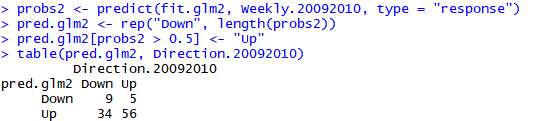 > probs2 <- predict(fit.glm2, Weekly.20092010, type = "response")
> pred.glm2 <- rep("Down", length(probs2))
> pred.glm2[probs2 > 0.5] <- "Up"
> table(pred.glm2, Direction.20092010)
         Direction.20092010
pred.glm2 Down Up
     Down    9  5
     Up     34 56